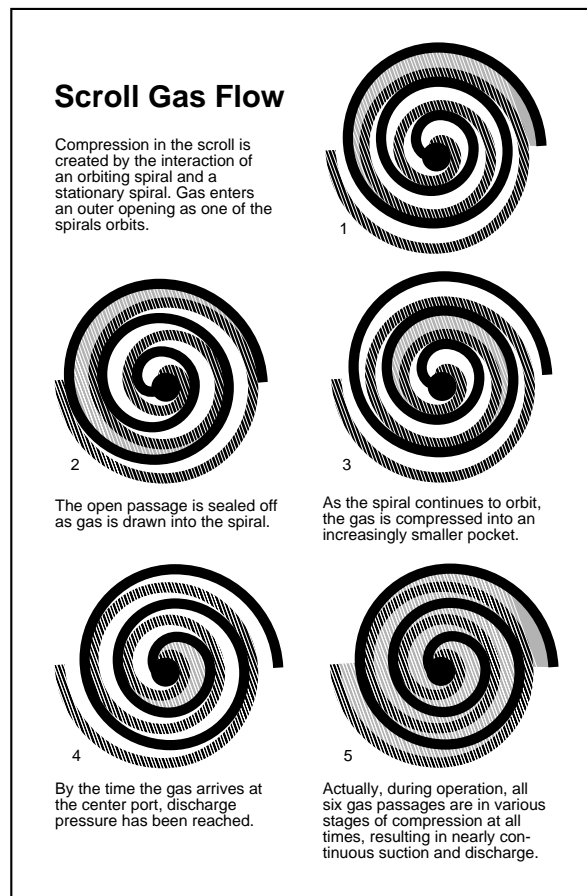 Scroll Gas Flow
Compression in the scroll is
created by the interaction of
an orbiting spiral and a
stationary spiral. Gas enters
an outer opening as one of the
spirals orbits.
1
2
The open passage is sealed off
as gas is drawn into the spiral.
3
As the spiral continues to orbit,
the gas is compressed into an
increasingly smaller pocket.
4
By the time the gas arrives at
the center port, discharge
pressure has been reached.
5
Actually, during operation, all
six gas passages are in various
stages of compression at all
times, resulting in nearly con-
tinuous suction and discharge.